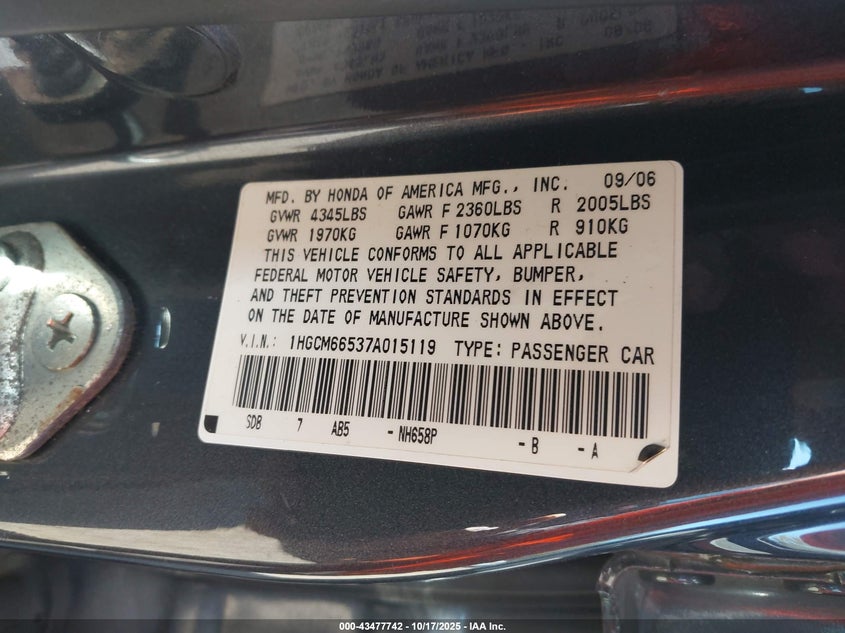 MFD. BY HONDA OF AMERICA MFG., INC. 09/06
GVWR 4345LBS GAWR F 2360LBS R 2005LBS
GVWR 1970KG GAWR F 1070KG R 910KG
THIS VEHICLE CONFORMS TO ALL APPLICABLE
FEDERAL MOTOR VEHICLE SAFETY, BUMPER,
AND THEFT PREVENTION STANDARDS IN EFFECT
ON THE DATE OF MANUFACTURE SHOWN ABOVE.
V.I.N.: 1HGCM66537A015119 TYPE: PASSENGER CAR
SDB 7 AB5 - NH658P - B - A
000-43477742 | 10/17/2025 - IAA Inc.